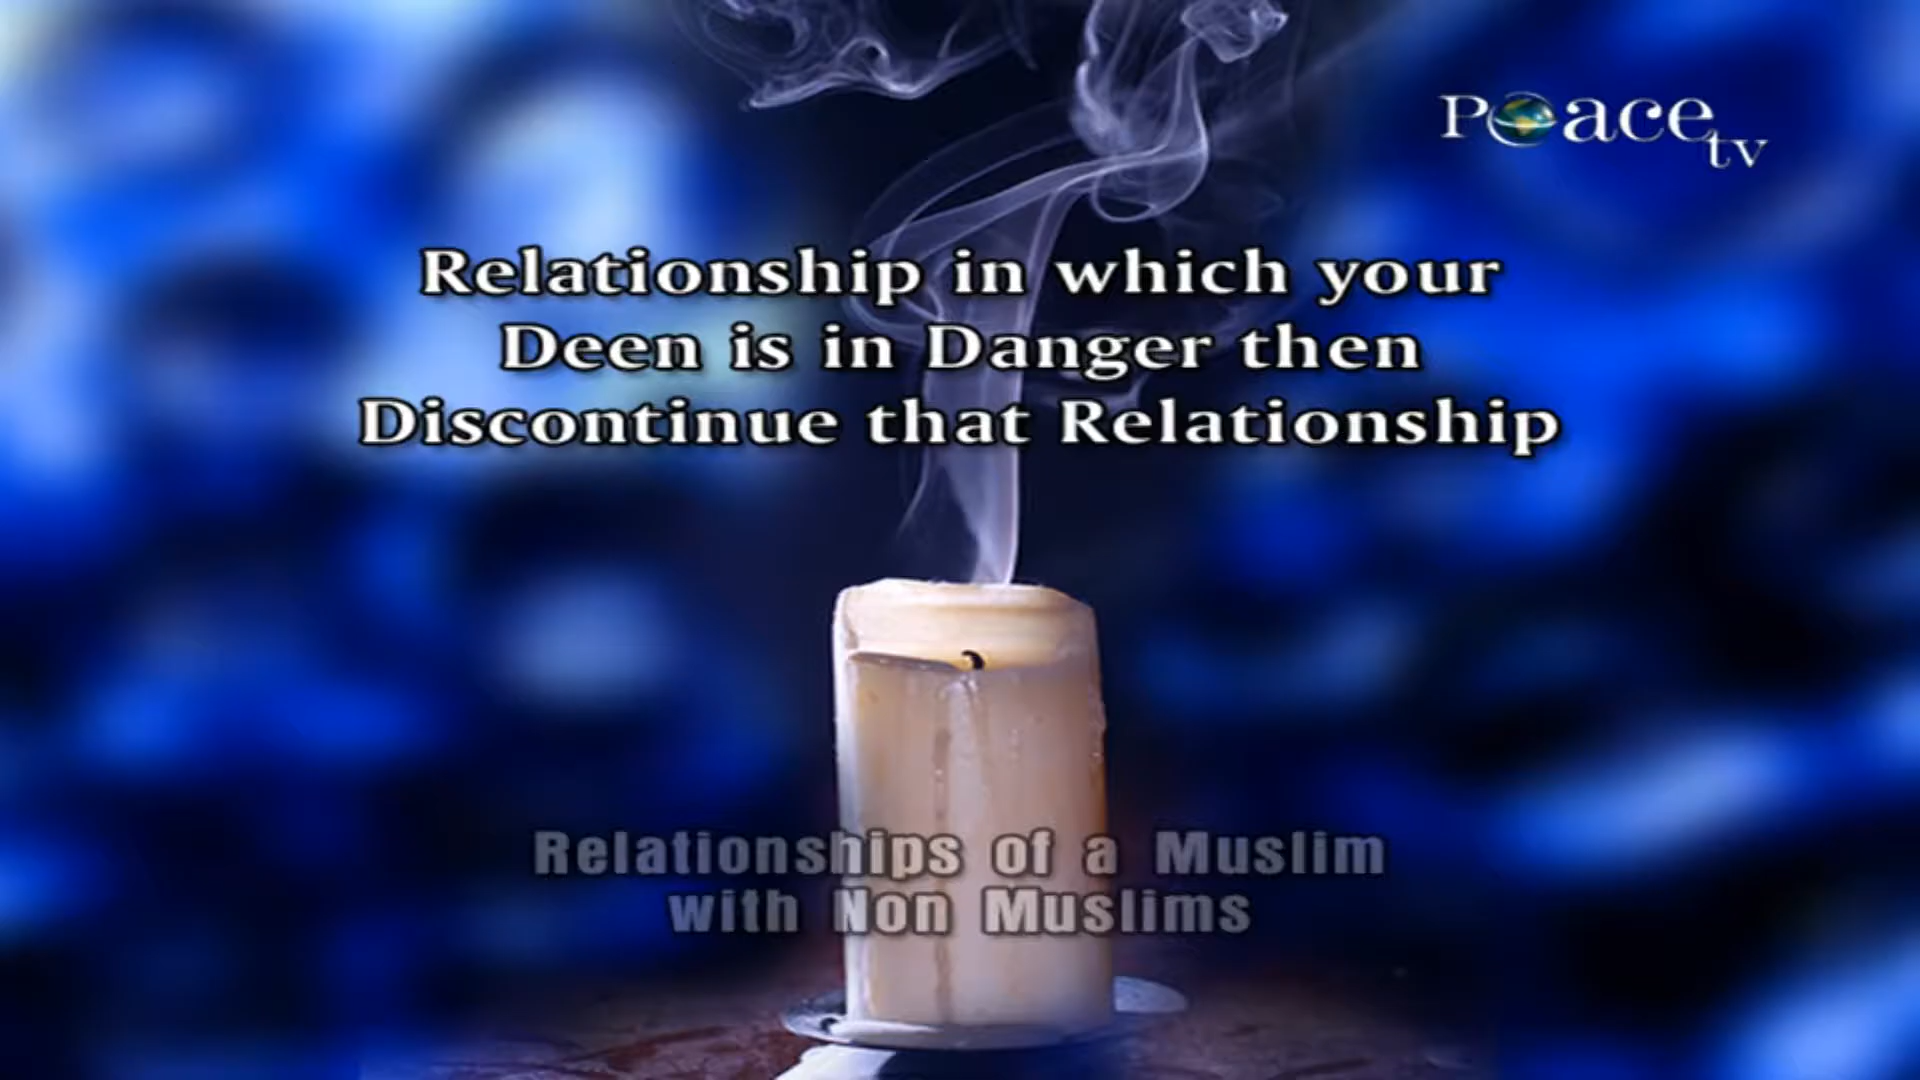 Peace tv
Relationship in which your
Deen is in Danger then
Discontinue that Relationship
Relationships of a Muslim
with Non Muslims